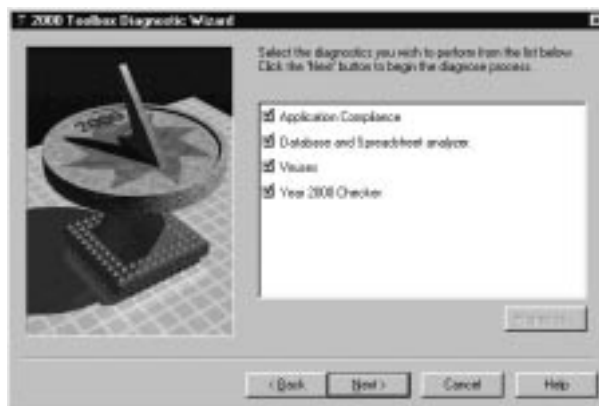 2000 Toolbox Diagnostic Wizard
Select the diagnostics you wish to perform from the list below.
Click the 'Next' button to begin the diagnose process.
2000
Application Compliance
Database and Spreadsheet analyzer.
Viruses
Year 2000 Checker
< Back
Next >
Cancel
Help